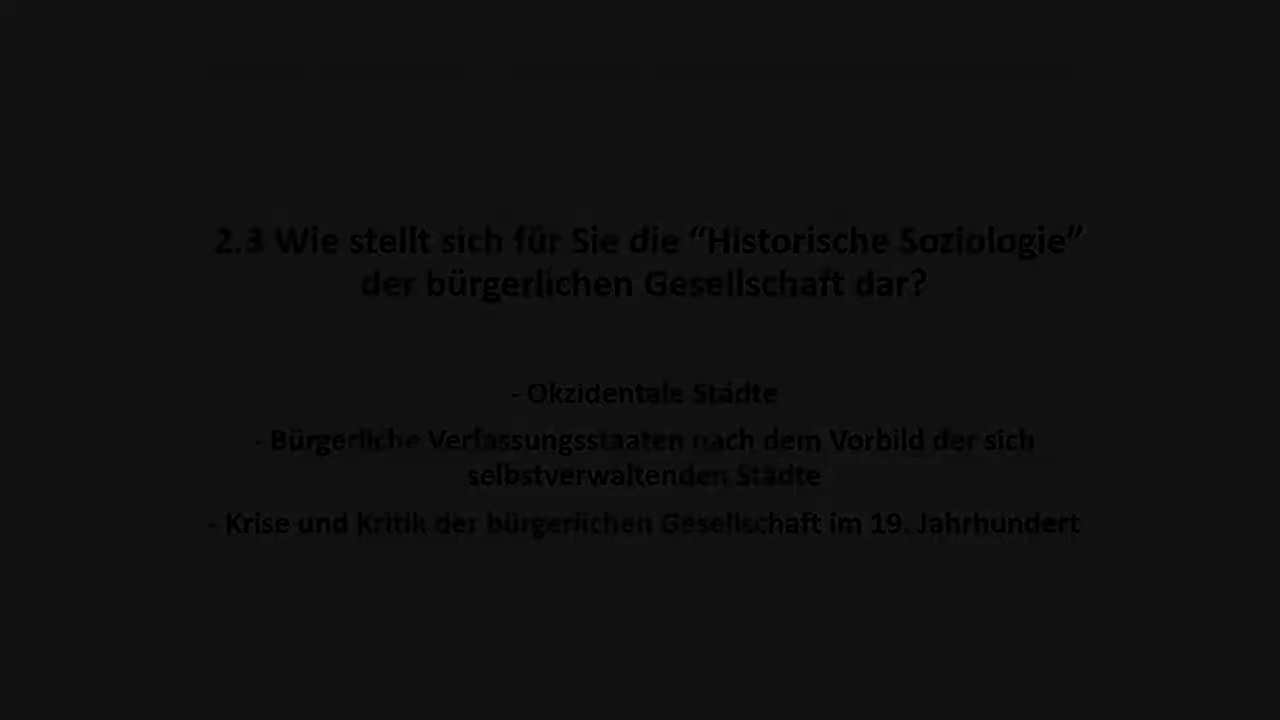 2.3 Wie stellt sich für Sie die “Historische Soziologie”
der bürgerlichen Gesellschaft dar?
- Okzidentale Städte
- Bürgerliche Verfassungsstaaten nach dem Vorbild der sich
selbstverwaltenden Städte
- Krise und Kritik der bürgerlichen Gesellschaft im 19. Jahrhundert